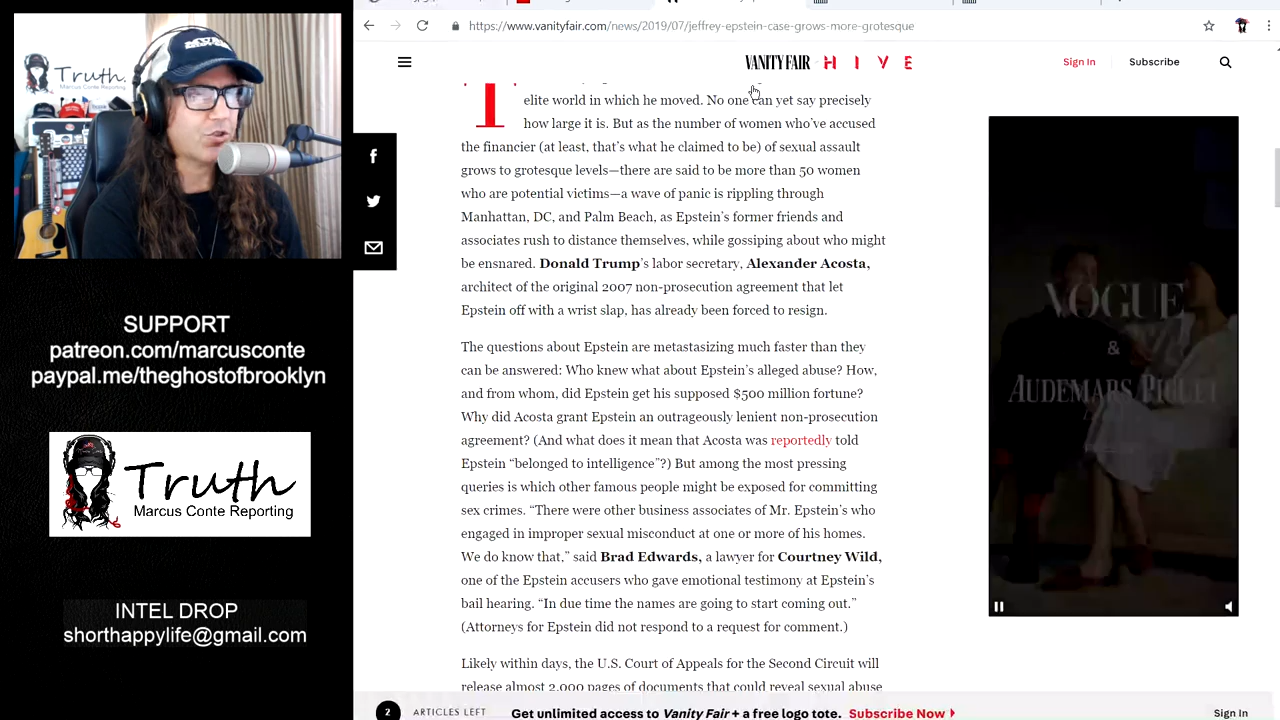 https://www.vanityfair.com/news/2019/07/jeffrey-epstein-case-grows-more-grotesque
VANITY FAIR HIVE
Sign In
Subscribe
Truth.
Marcus Conte Reporting
elite world in which he moved. No one can yet say precisely
how large it is. But as the number of women who’ve accused
the financier (at least, that’s what he claimed to be) of sexual assault
grows to grotesque levels—there are said to be more than 50 women
who are potential victims—a wave of panic is rippling through
Manhattan, DC, and Palm Beach, as Epstein’s former friends and
associates rush to distance themselves, while gossiping about who might
be ensnared. Donald Trump’s labor secretary, Alexander Acosta,
architect of the original 2007 non-prosecution agreement that let
Epstein off with a wrist slap, has already been forced to resign.
The questions about Epstein are metastasizing much faster than they
can be answered: Who knew what about Epstein’s alleged abuse? How,
and from whom, did Epstein get his supposed $500 million fortune?
Why did Acosta grant Epstein an outrageously lenient non-prosecution
agreement? (And what does it mean that Acosta was reportedly told
Epstein “belonged to intelligence”?) But among the most pressing
queries is which other famous people might be exposed for committing
sex crimes. “There were other business associates of Mr. Epstein’s who
engaged in improper sexual misconduct at one or more of his homes.
We do know that,” said Brad Edwards, a lawyer for Courtney Wild,
one of the Epstein accusers who gave emotional testimony at Epstein’s
bail hearing. “In due time the names are going to start coming out.”
(Attorneys for Epstein did not respond to a request for comment.)
Likely within days, the U.S. Court of Appeals for the Second Circuit will
release almost 2,000 pages of documents that could reveal sexual abuse
VOGUE
&
AUDEMARS PIGUET
SUPPORT
patreon.com/marcusconte
paypal.me/theghostofbrooklyn
Truth
Marcus Conte Reporting
INTEL DROP
shorthappylife@gmail.com
2 ARTICLES LEFT
Get unlimited access to Vanity Fair + a free logo tote. Subscribe Now
Sign In